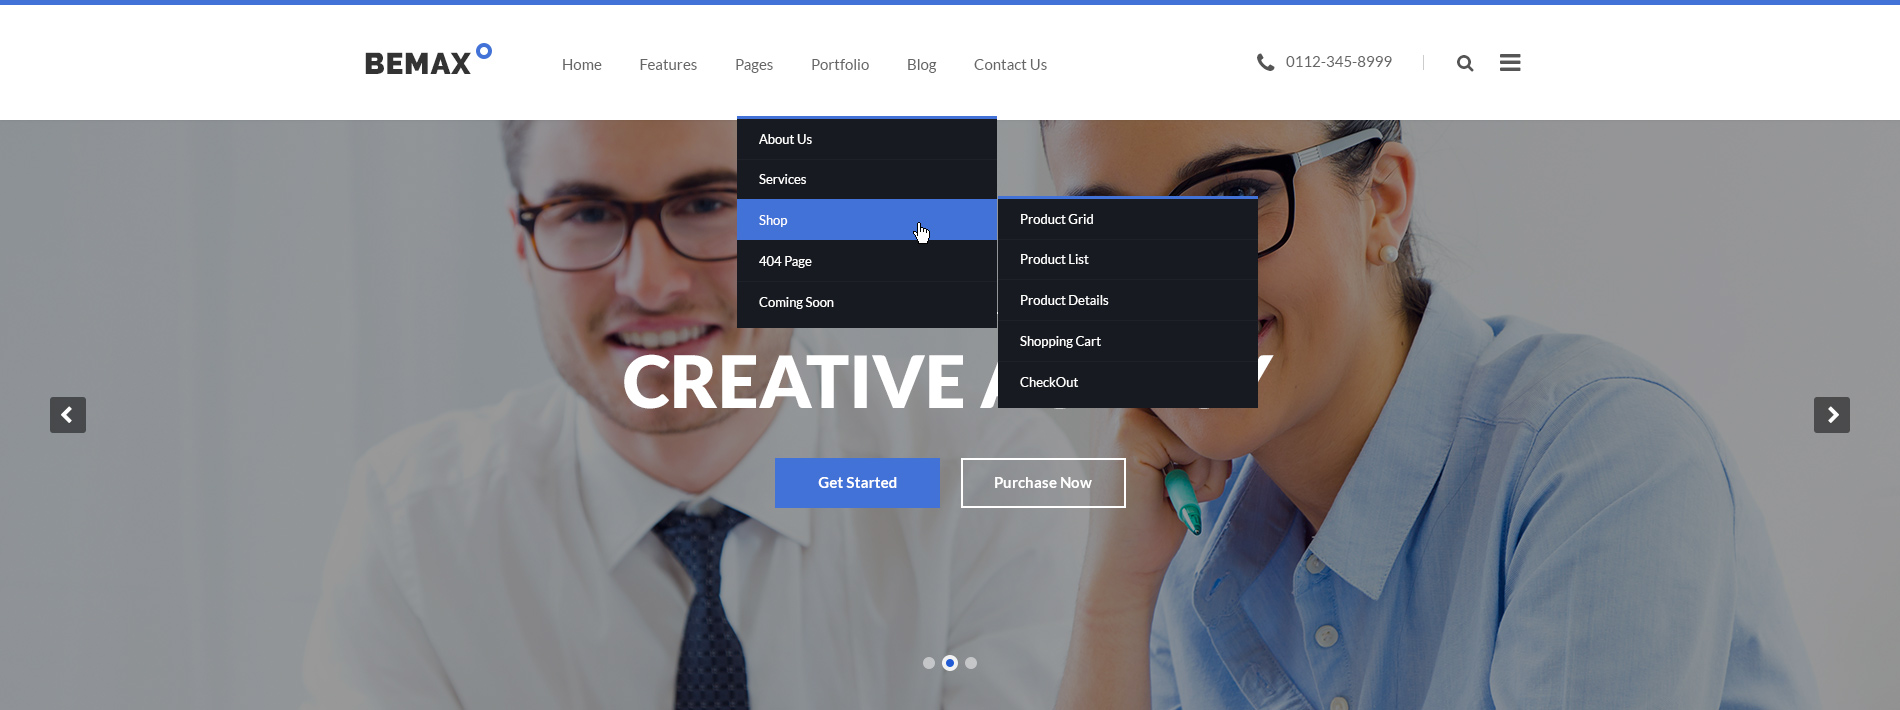 BEMAX
Home Features Pages Portfolio Blog Contact Us
0112-345-8999
About Us
Services
Shop
404 Page
Coming Soon
Product Grid
Product List
Product Details
Shopping Cart
CheckOut
CREATIVE
Get Started
Purchase Now